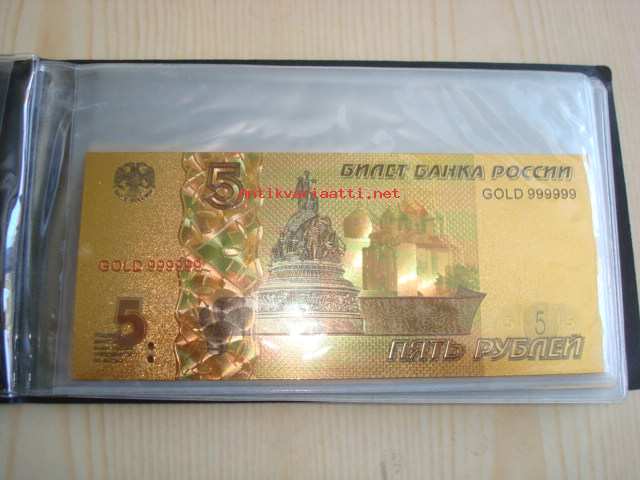 5
БИЛЕТ БАНКА РОССИИ
antikvariaatti.net
GOLD 999999
GOLD 999999
5
5
ПЯТЬ РУБЛЕЙ